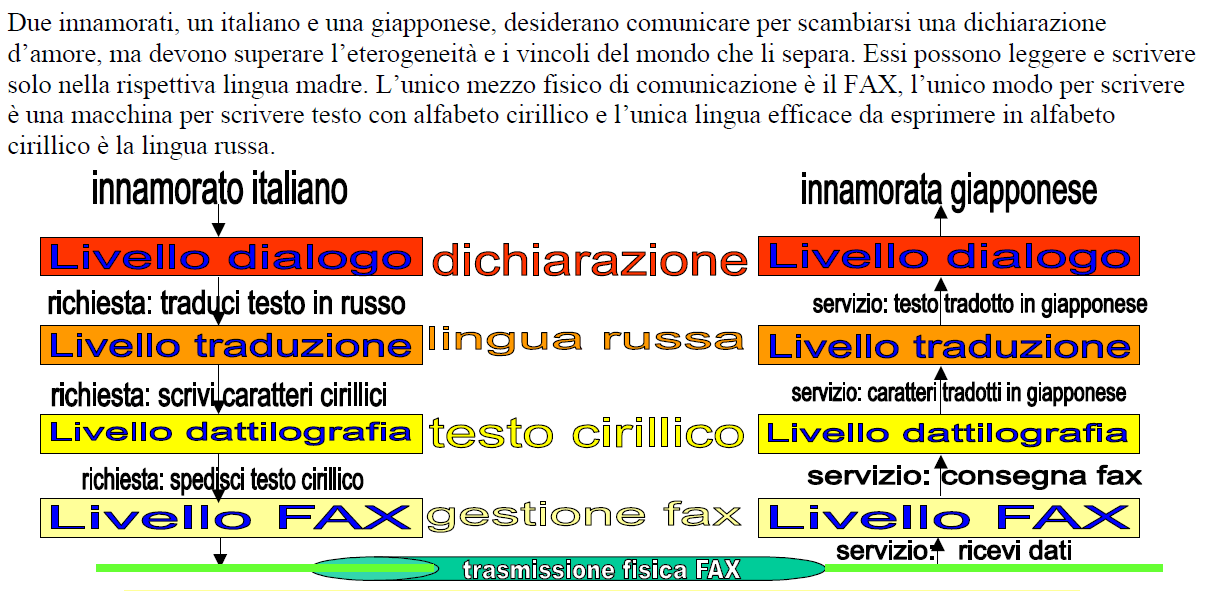 Due innamorati, un italiano e una giapponese, desiderano comunicare per scambiarsi una dichiarazione
d’amore, ma devono superare l’eterogeneità e i vincoli del mondo che li separa. Essi possono leggere e scrivere
solo nella rispettiva lingua madre. L’unico mezzo fisico di comunicazione è il FAX, l’unico modo per scrivere
è una macchina per scrivere testo con alfabeto cirillico e l’unica lingua efficace da esprimere in alfabeto
cirillico è la lingua russa.
innamorato italiano
innamorata giapponese
Livello dialogo
dichiarazione
Livello dialogo
richiesta: traduci testo in russo
servizio: testo tradotto in giapponese
Livello traduzione
lingua russa
Livello traduzione
richiesta: scrivi caratteri cirillici
servizio: caratteri tradotti in giapponese
Livello dattilografia
testo cirillico
Livello dattilografia
richiesta: spedisci testo cirillico
servizio: consegna fax
Livello FAX
gestione fax
Livello FAX
servizio: ricevi dati
trasmissione fisica FAX